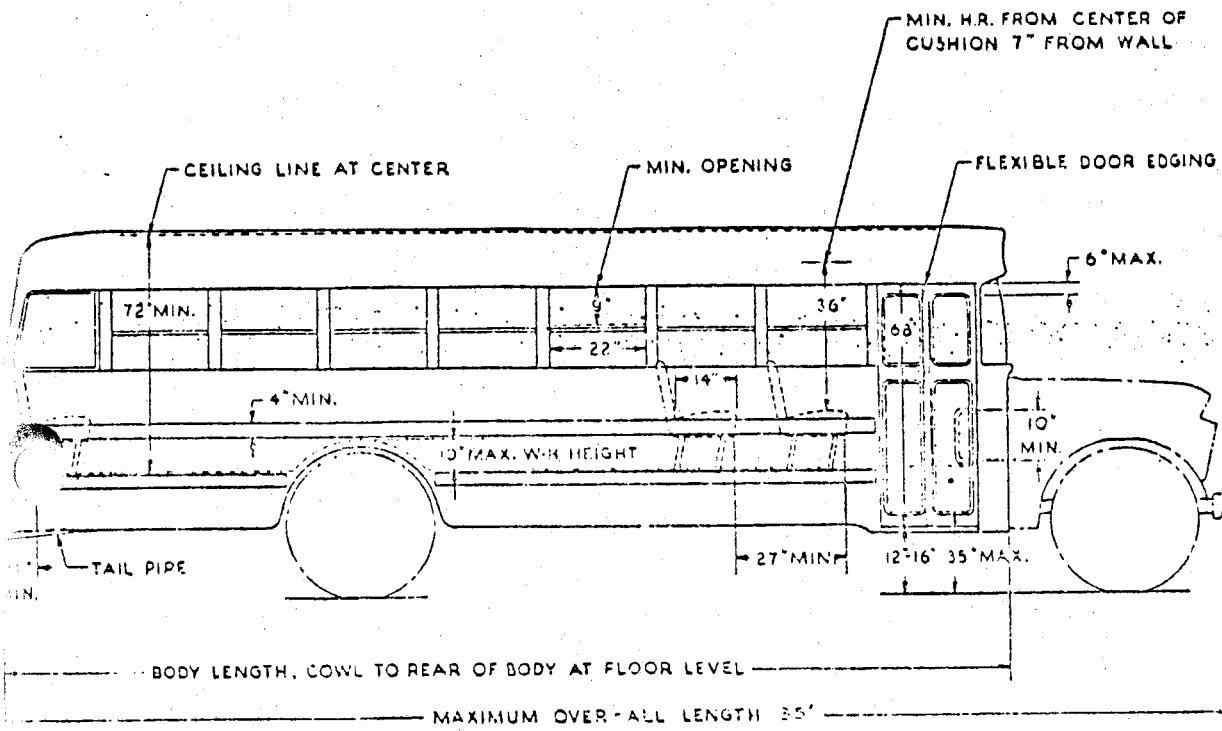 MIN. H.R. FROM CENTER OF
CUSHION 7" FROM WALL
CEILING LINE AT CENTER
MIN. OPENING
FLEXIBLE DOOR EDGING
6" MAX.
72" MIN.
9"
36"
68"
22"
14"
4" MIN.
10" MAX. W-H HEIGHT
10"
MIN.
27" MIN
12"-16"
35" MAX.
TAIL PIPE
BODY LENGTH, COWL TO REAR OF BODY AT FLOOR LEVEL
MAXIMUM OVER-ALL LENGTH 35'